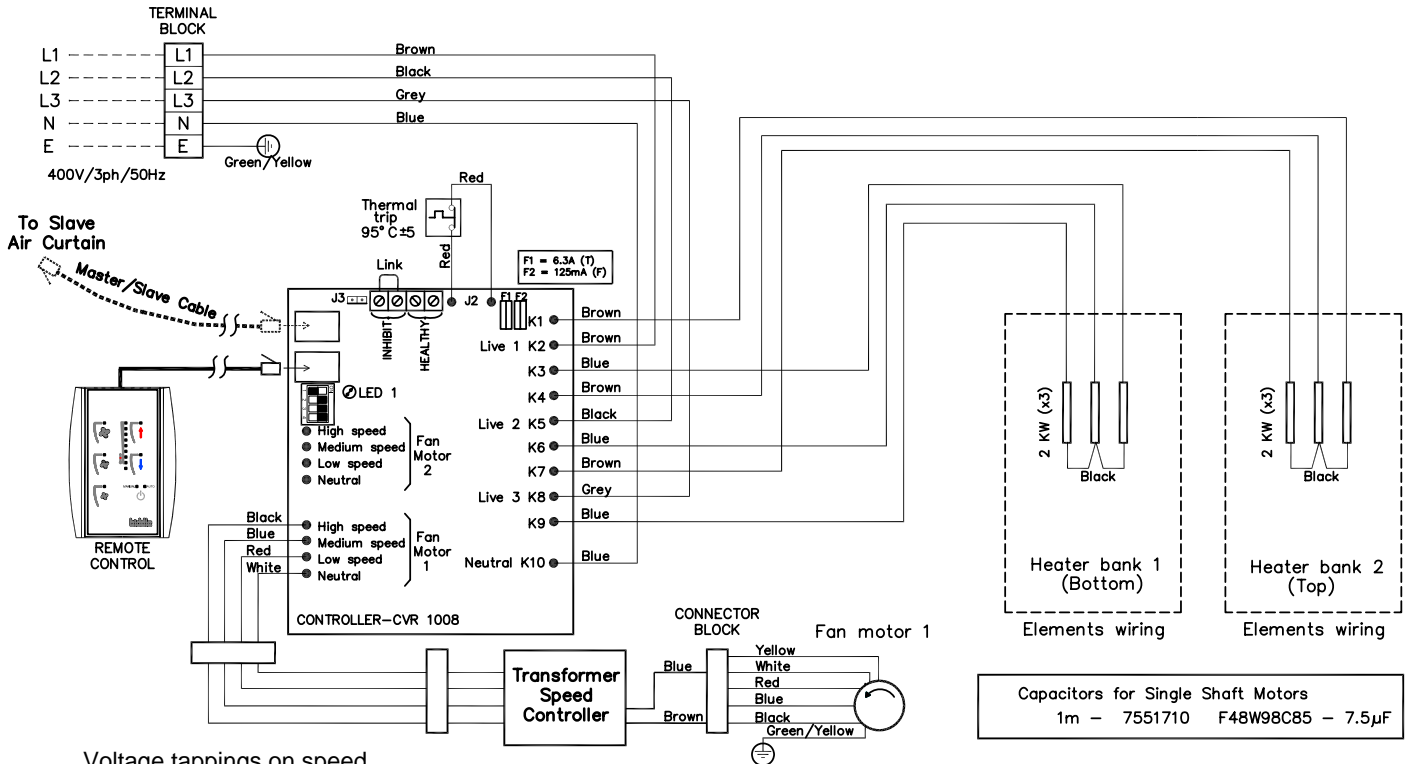 TERMINAL
BLOCK
L1 L1 Brown
L2 L2 Black
L3 L3 Grey
N N Blue
E E
Green/Yellow
400V/3ph/50Hz
To Slave
Air Curtain
Master/Slave Cable
Thermal
trip
95°C ±5
Red
Red
Link
F1 = 6.3A (T)
F2 = 125mA (F)
J3
J2
F1 F2
INHIBIT
HEALTHY
K1 Brown
Live 1 K2 Brown
K3 Blue
K4 Brown
Live 2 K5 Black
K6 Blue
K7 Brown
Live 3 K8 Grey
K9 Blue
Neutral K10 Blue
LED 1
High speed
Medium speed
Low speed
Neutral
Fan
Motor
2
Black High speed
Blue Medium speed
Red Low speed
White Neutral
Fan
Motor
1
CONTROLLER-CVR 1008
REMOTE
CONTROL
2 KW (x3)
Black
Heater bank 1
(Bottom)
Elements wiring
2 KW (x3)
Black
Heater bank 2
(Top)
Elements wiring
Transformer
Speed
Controller
Blue
Brown
CONNECTOR
BLOCK
Fan motor 1
Yellow
White
Red
Blue
Black
Green/Yellow
Capacitors for Single Shaft Motors
1m - 7551710 F48W98C85 - 7.5µF
Voltage tappings on speed